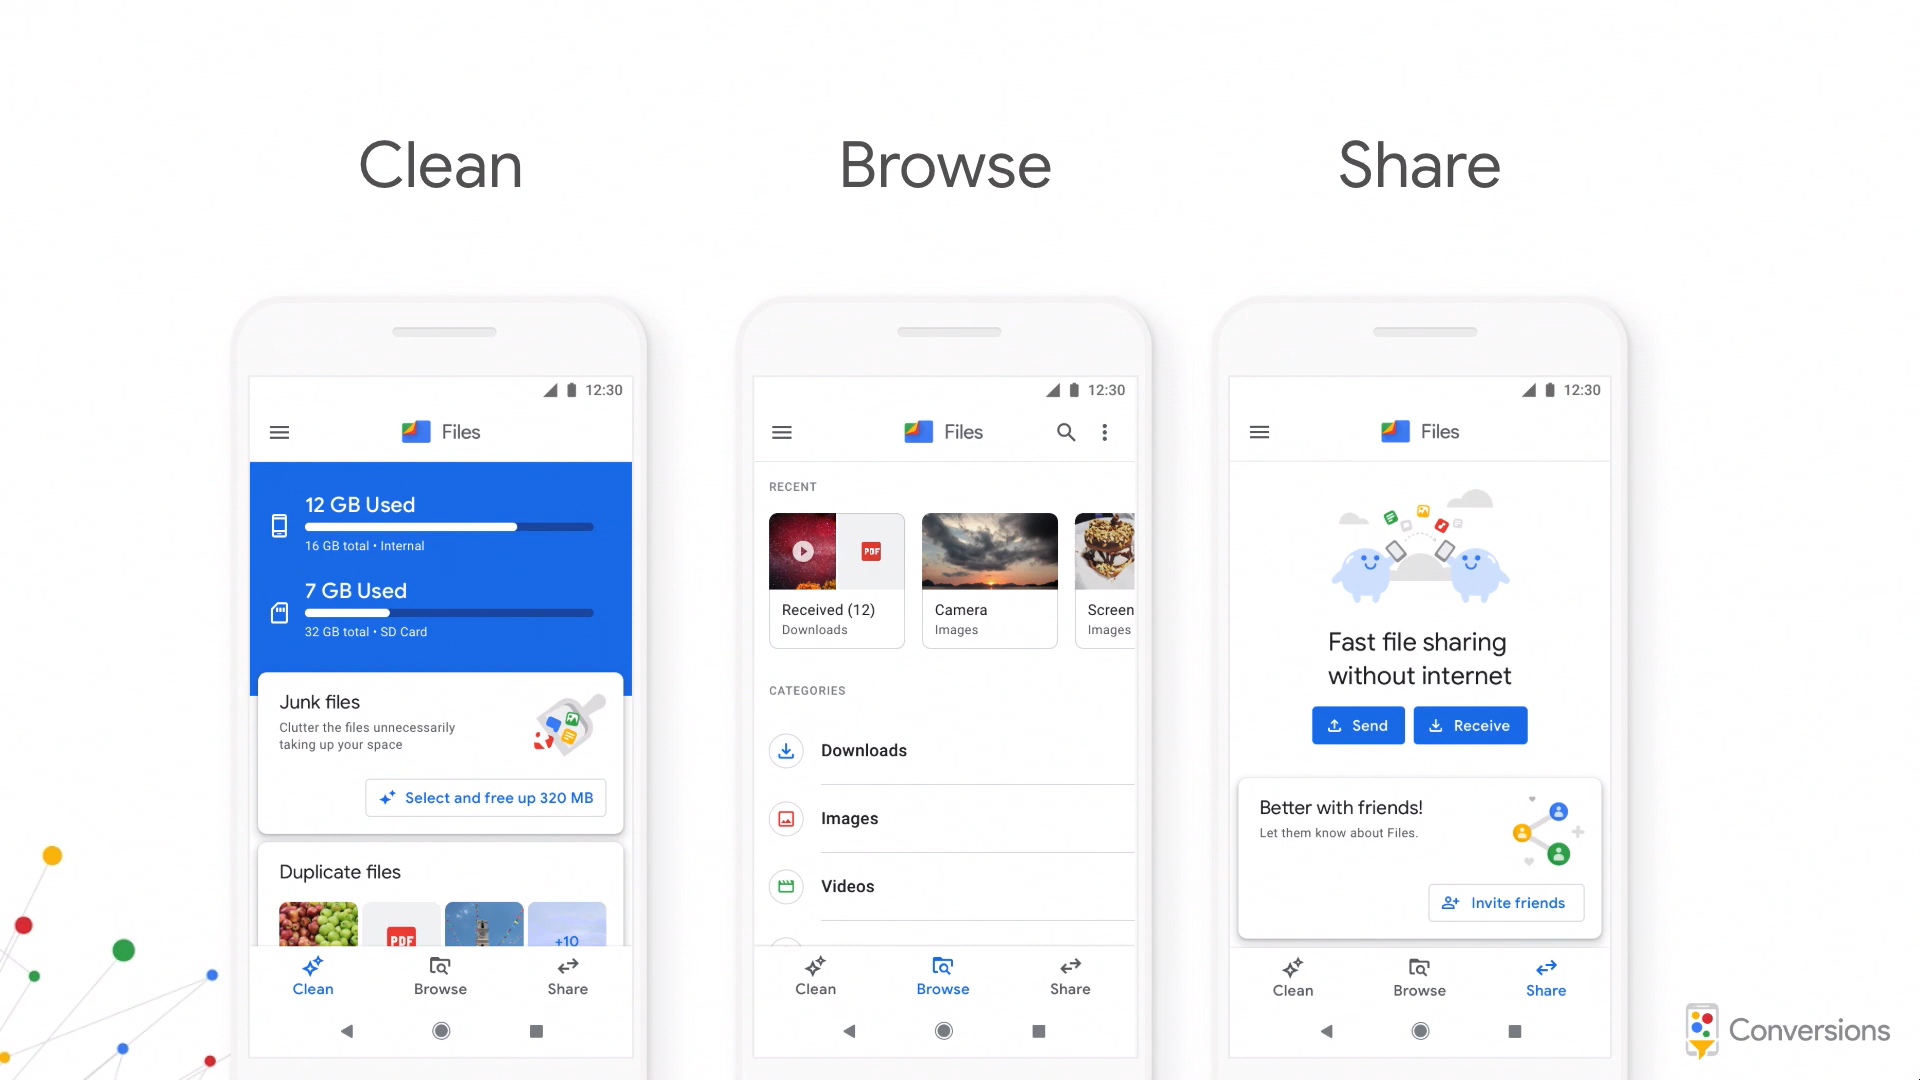 Clean
Browse
Share
12:30
Files
12 GB Used
16 GB total • Internal
7 GB Used
32 GB total • SD Card
Junk files
Clutter the files unnecessarily
taking up your space
Select and free up 320 MB
Duplicate files
PDF
+10
Clean
Browse
Share
12:30
Files
RECENT
PDF
Received (12)
Downloads
Camera
Images
Screen
Images
CATEGORIES
Downloads
Images
Videos
Clean
Browse
Share
12:30
Files
Fast file sharing
without internet
Send
Receive
Better with friends!
Let them know about Files.
Invite friends
Clean
Browse
Share
Conversions